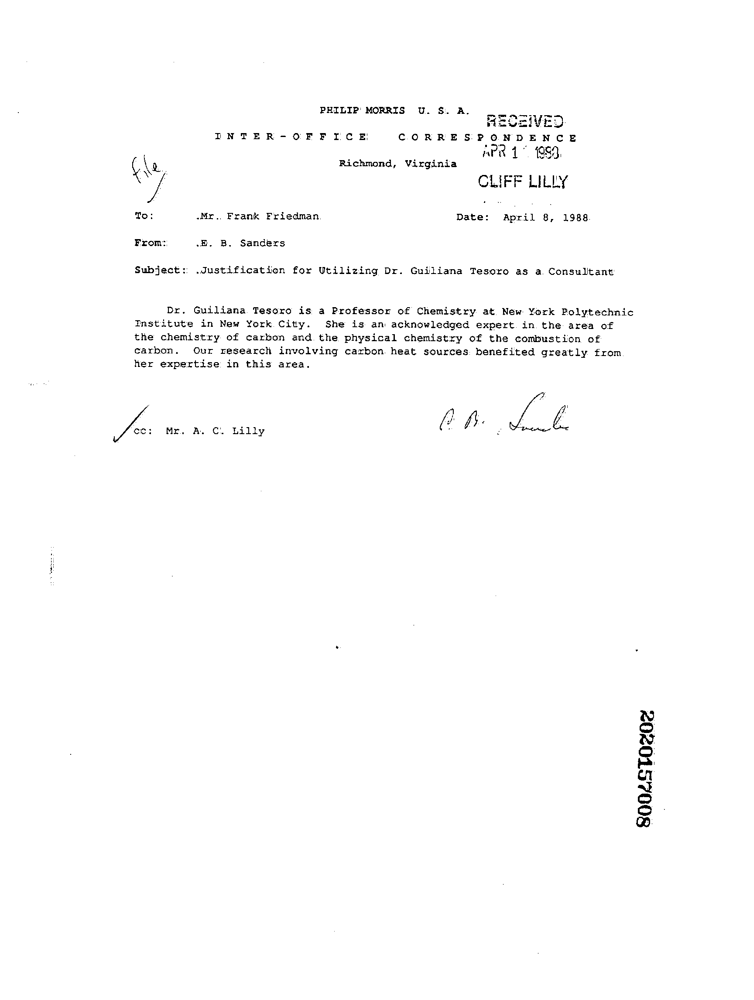 PHILIP MORRIS U. S. A.
RECEIVED
INTER-OFFICE CORRESPONDENCE
APR 1
Richmond, Virginia
File
CLIFF LILLY
To: .Mr. Frank Friedman
Date: April 8, 1988
From: .E. B. Sanders
Subject: .Justification for Utilizing Dr. Guiliana Tesoro as a Consultant
Dr. Guiliana Tesoro is a Professor of Chemistry at New York Polytechnic
Institute in New York City. She is an acknowledged expert in the area of
the chemistry of carbon and the physical chemistry of the combustion of
carbon. Our research involving carbon heat sources benefited greatly from
her expertise in this area.
cc: Mr. A. C. Lilly
2020157008